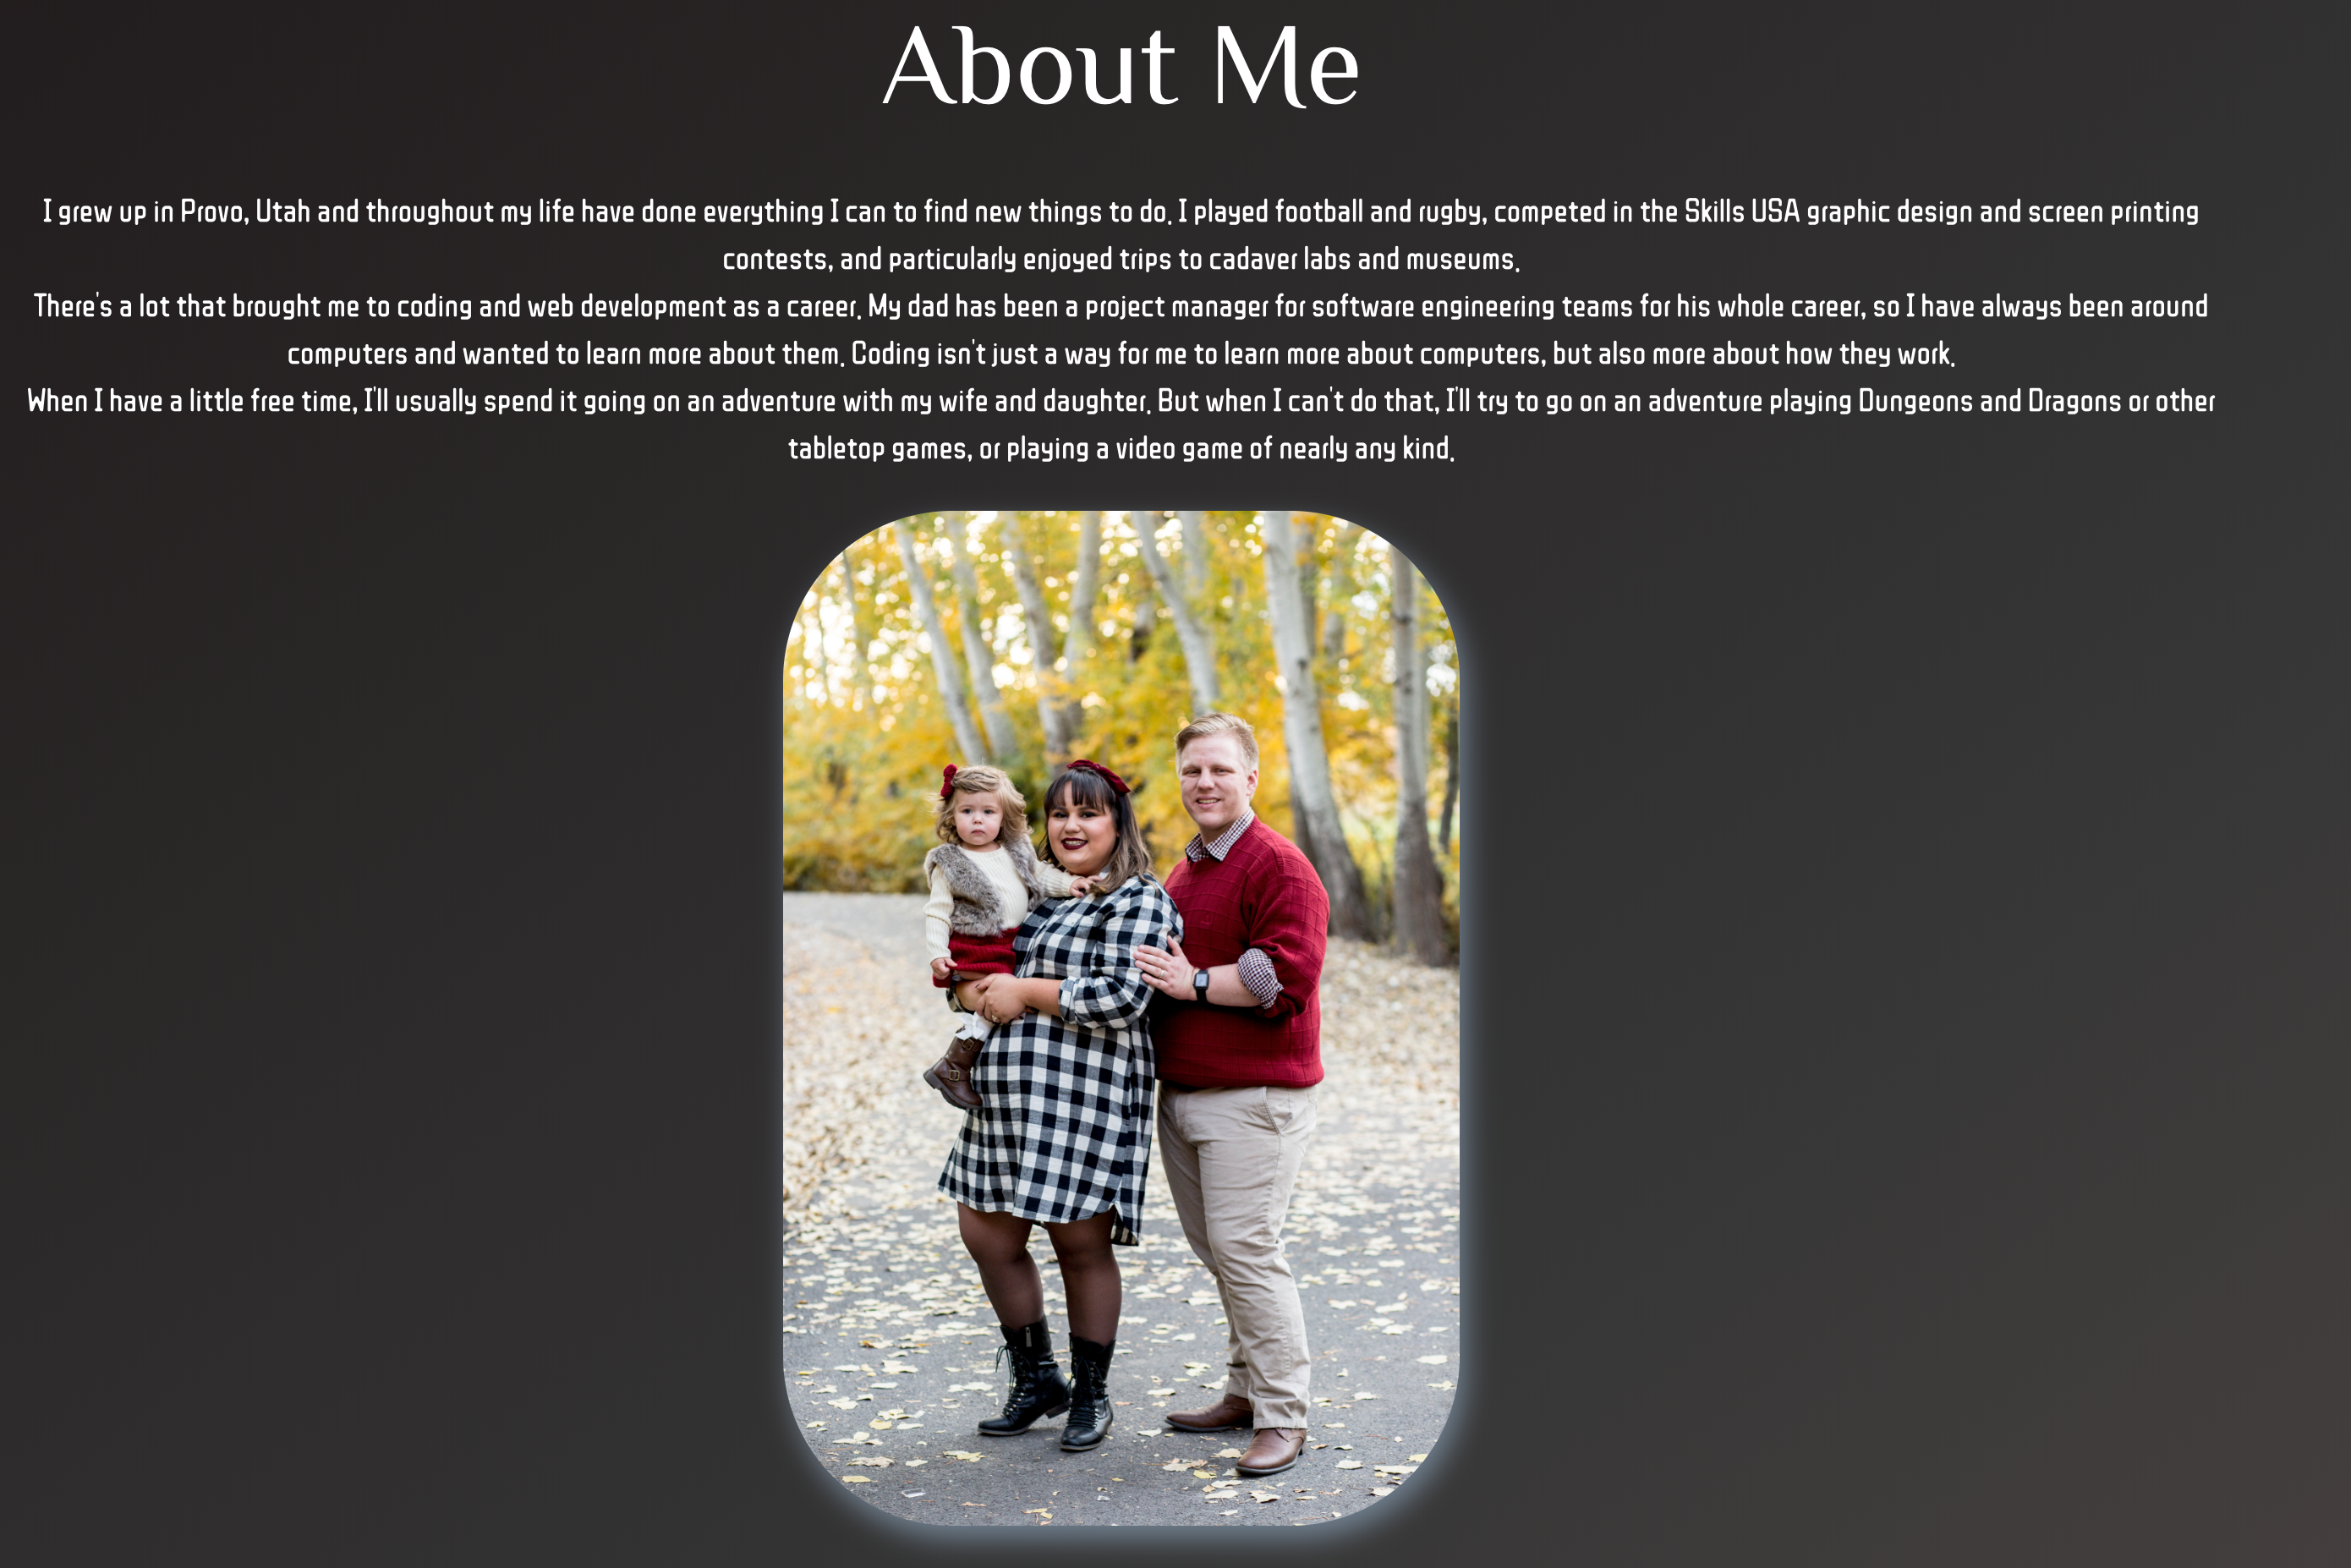 About Me
I grew up in Provo, Utah and throughout my life have done everything I can to find new things to do. I played football and rugby, competed in the Skills USA graphic design and screen printing
contests, and particularly enjoyed trips to cadaver labs and museums.
There's a lot that brought me to coding and web development as a career. My dad has been a project manager for software engineering teams for his whole career, so I have always been around
computers and wanted to learn more about them. Coding isn't just a way for me to learn more about computers, but also more about how they work.
When I have a little free time, I'll usually spend it going on an adventure with my wife and daughter. But when I can't do that, I'll try to go on an adventure playing Dungeons and Dragons or other
tabletop games, or playing a video game of nearly any kind.